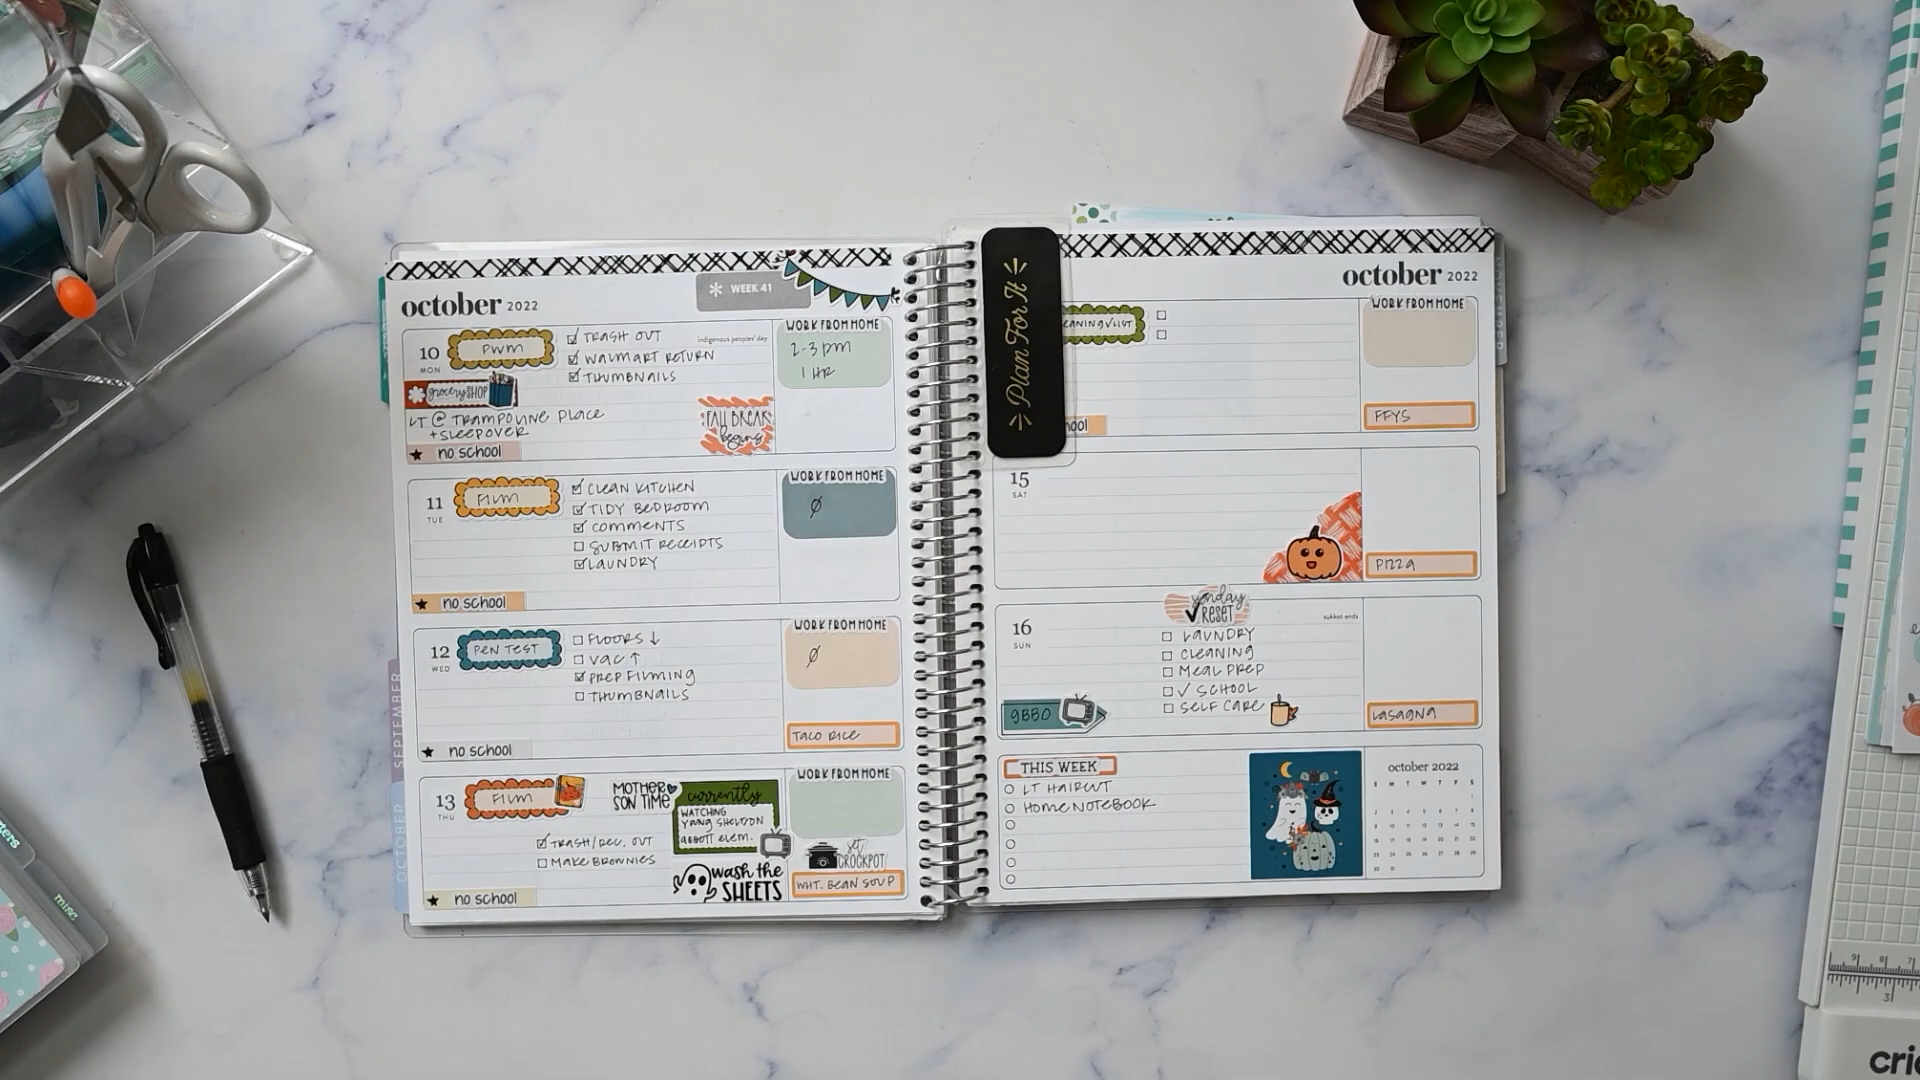 october 2022
WEEK 41
10
MON
PWM
TRASH OUT
WALMART RETURN
THUMBNAILS
indigenous peoples' day
WORK FROM HOME
2-3pm
1 HR
grocery SHOP
LT @ TRAMPOLINE PLACE
+ SLEEPOVER
FALL BREAK
begins
no school
11
TUE
FILM
CLEAN KITCHEN
TIDY BEDROOM
COMMENTS
SUBMIT RECEIPTS
LAUNDRY
WORK FROM HOME
Ø
no school
12
WED
PEN TEST
FLOORS ↓
VAC ↑
PREP FILMING
THUMBNAILS
WORK FROM HOME
Ø
TACO RICE
no school
13
THU
FILM
MOTHER
SON TIME
currently
WATCHING
YOUNG SHELDON
ABBOTT ELEM.
TRASH/REC. OUT
MAKE BROWNIES
wash the
SHEETS
WORK FROM HOME
set
CROCKPOT
WHT. BEAN SOUP
no school
SEPTEMBER
OCTOBER
Plan For It
october 2022
WORK FROM HOME
FFYS
15
SAT
PIZZA
16
SUN
sunday
RESET
sukkot ends
LAUNDRY
CLEANING
MEAL PREP
✓ SCHOOL
SELF CARE
GBBO
LASAGNA
THIS WEEK
LT HAIRCUT
HOME NOTEBOOK
october 2022
S M T W T F S
misc